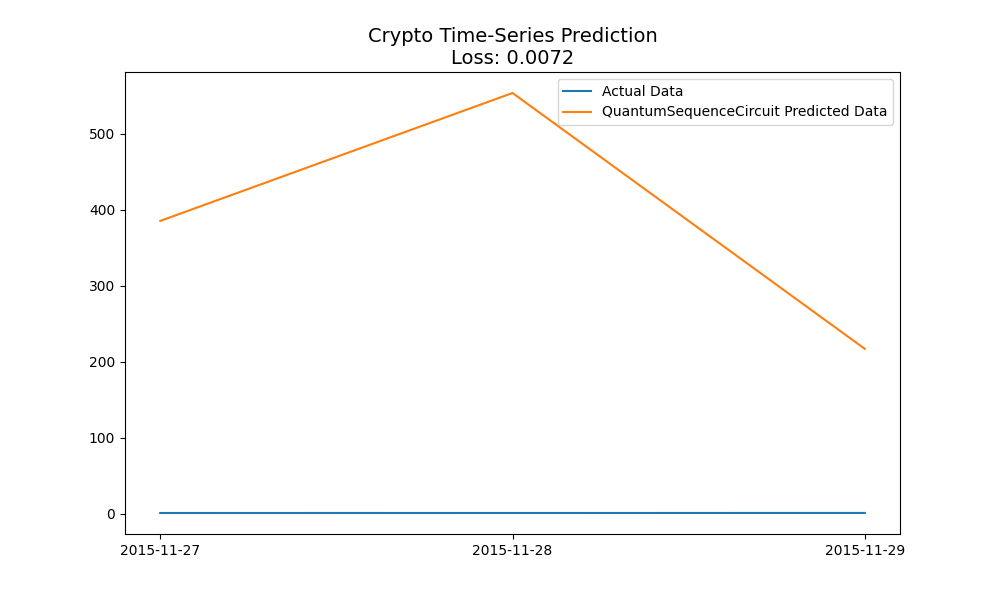 Crypto Time-Series Prediction
Loss: 0.0072
Actual Data
QuantumSequenceCircuit Predicted Data
500
400
300
200
100
0
2015-11-27 2015-11-28 2015-11-29